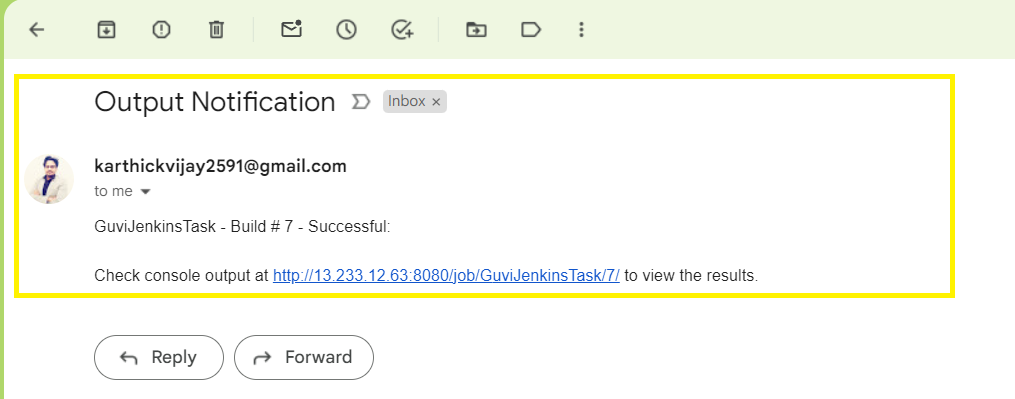 Output Notification Inbox ×
karthickvijay2591@gmail.com
to me
GuviJenkinsTask - Build # 7 - Successful:
Check console output at http://13.233.12.63:8080/job/GuviJenkinsTask/7/ to view the results.
Reply Forward